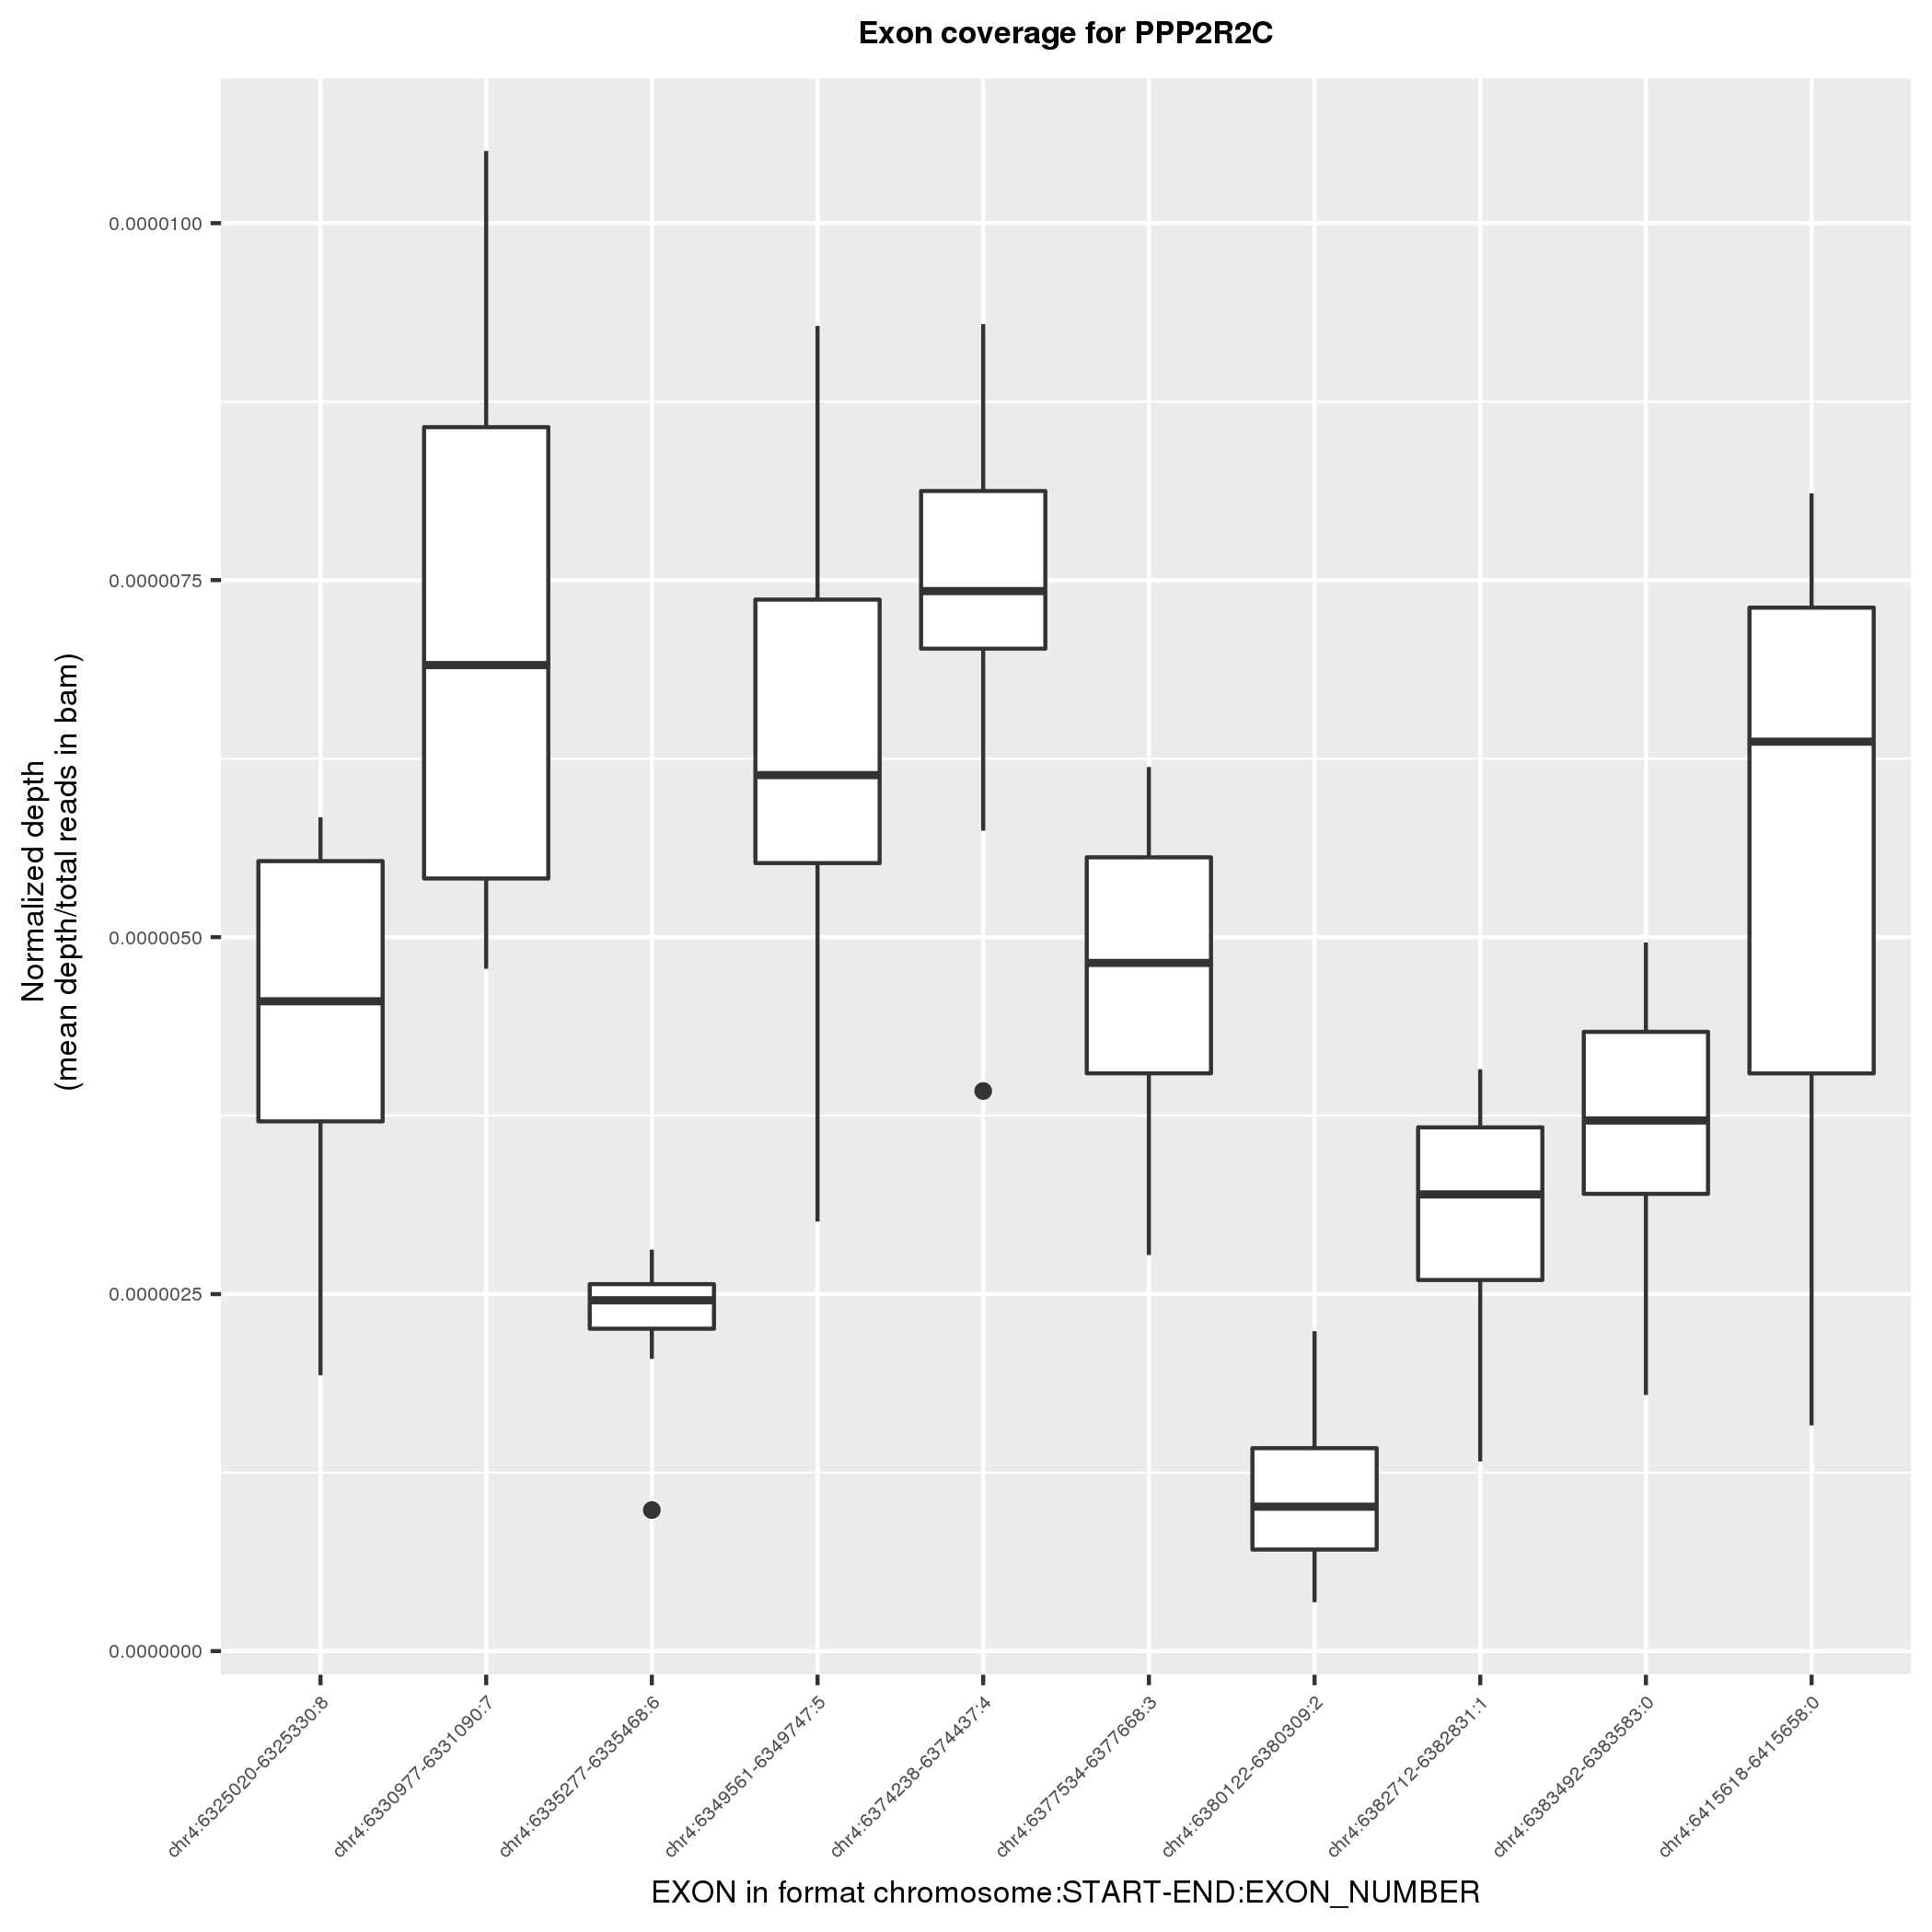 Exon coverage for PPP2R2C
0.0000100
0.0000075
0.0000050
0.0000025
0.0000000
Normalized depth
(mean depth/total reads in bam)
chr4:6325020-6325330:8
chr4:6330977-6331090:7
chr4:6335277-6335468:6
chr4:6349561-6349747:5
chr4:6374238-6374437:4
chr4:6377534-6377668:3
chr4:6380122-6380309:2
chr4:6382712-6382831:1
chr4:6383492-6383583:0
chr4:6415618-6415658:0
EXON in format chromosome:START-END:EXON_NUMBER